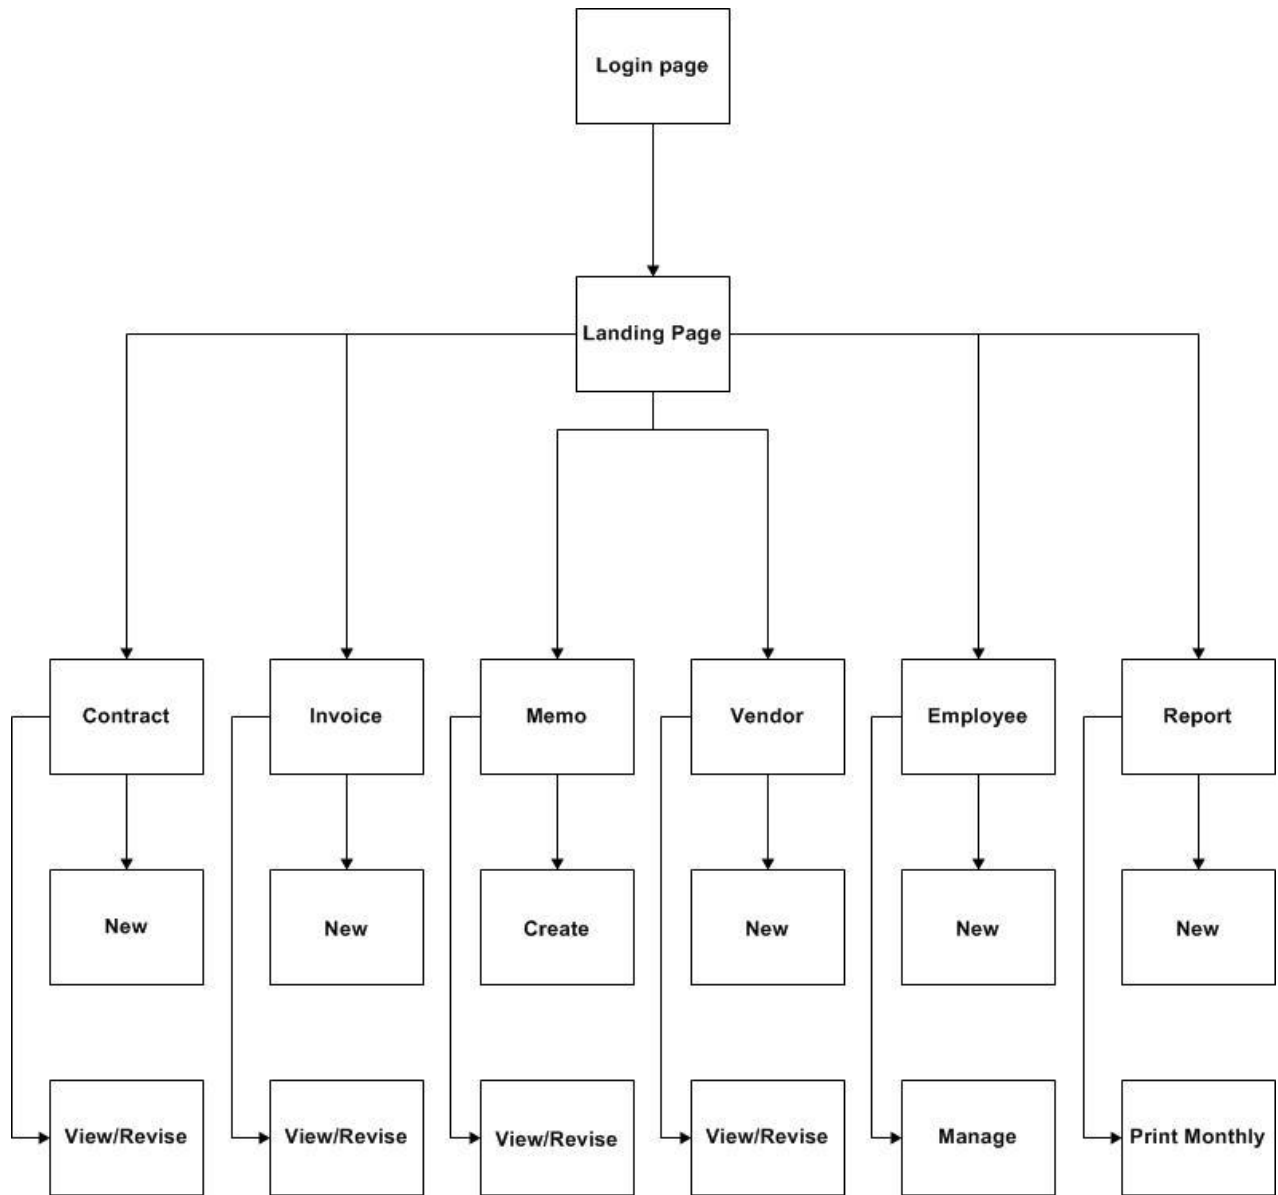 Login page
Landing Page
Contract
Invoice
Memo
Vendor
Employee
Report
New
New
Create
New
New
New
View/Revise
View/Revise
View/Revise
View/Revise
Manage
Print Monthly